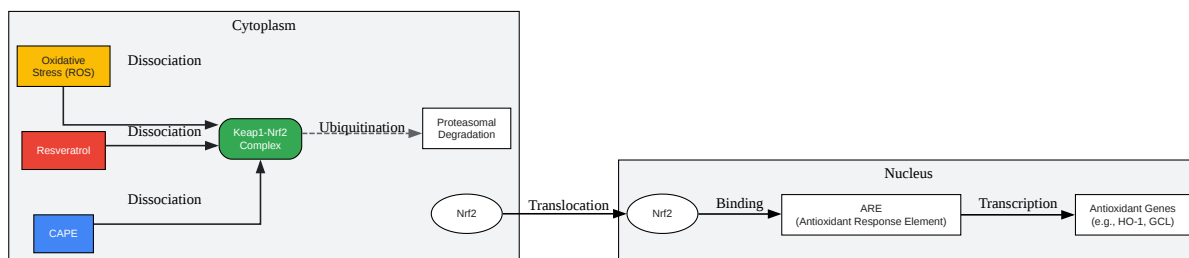 Cytoplasm
Oxidative
Stress (ROS)
Dissociation
Resveratrol
Dissociation
Keap1-Nrf2
Complex
Ubiquitination
Proteasomal
Degradation
CAPE
Dissociation
Nrf2
Translocation
Nucleus
Nrf2
Binding
ARE
(Antioxidant Response Element)
Transcription
Antioxidant Genes
(e.g., HO-1, GCL)